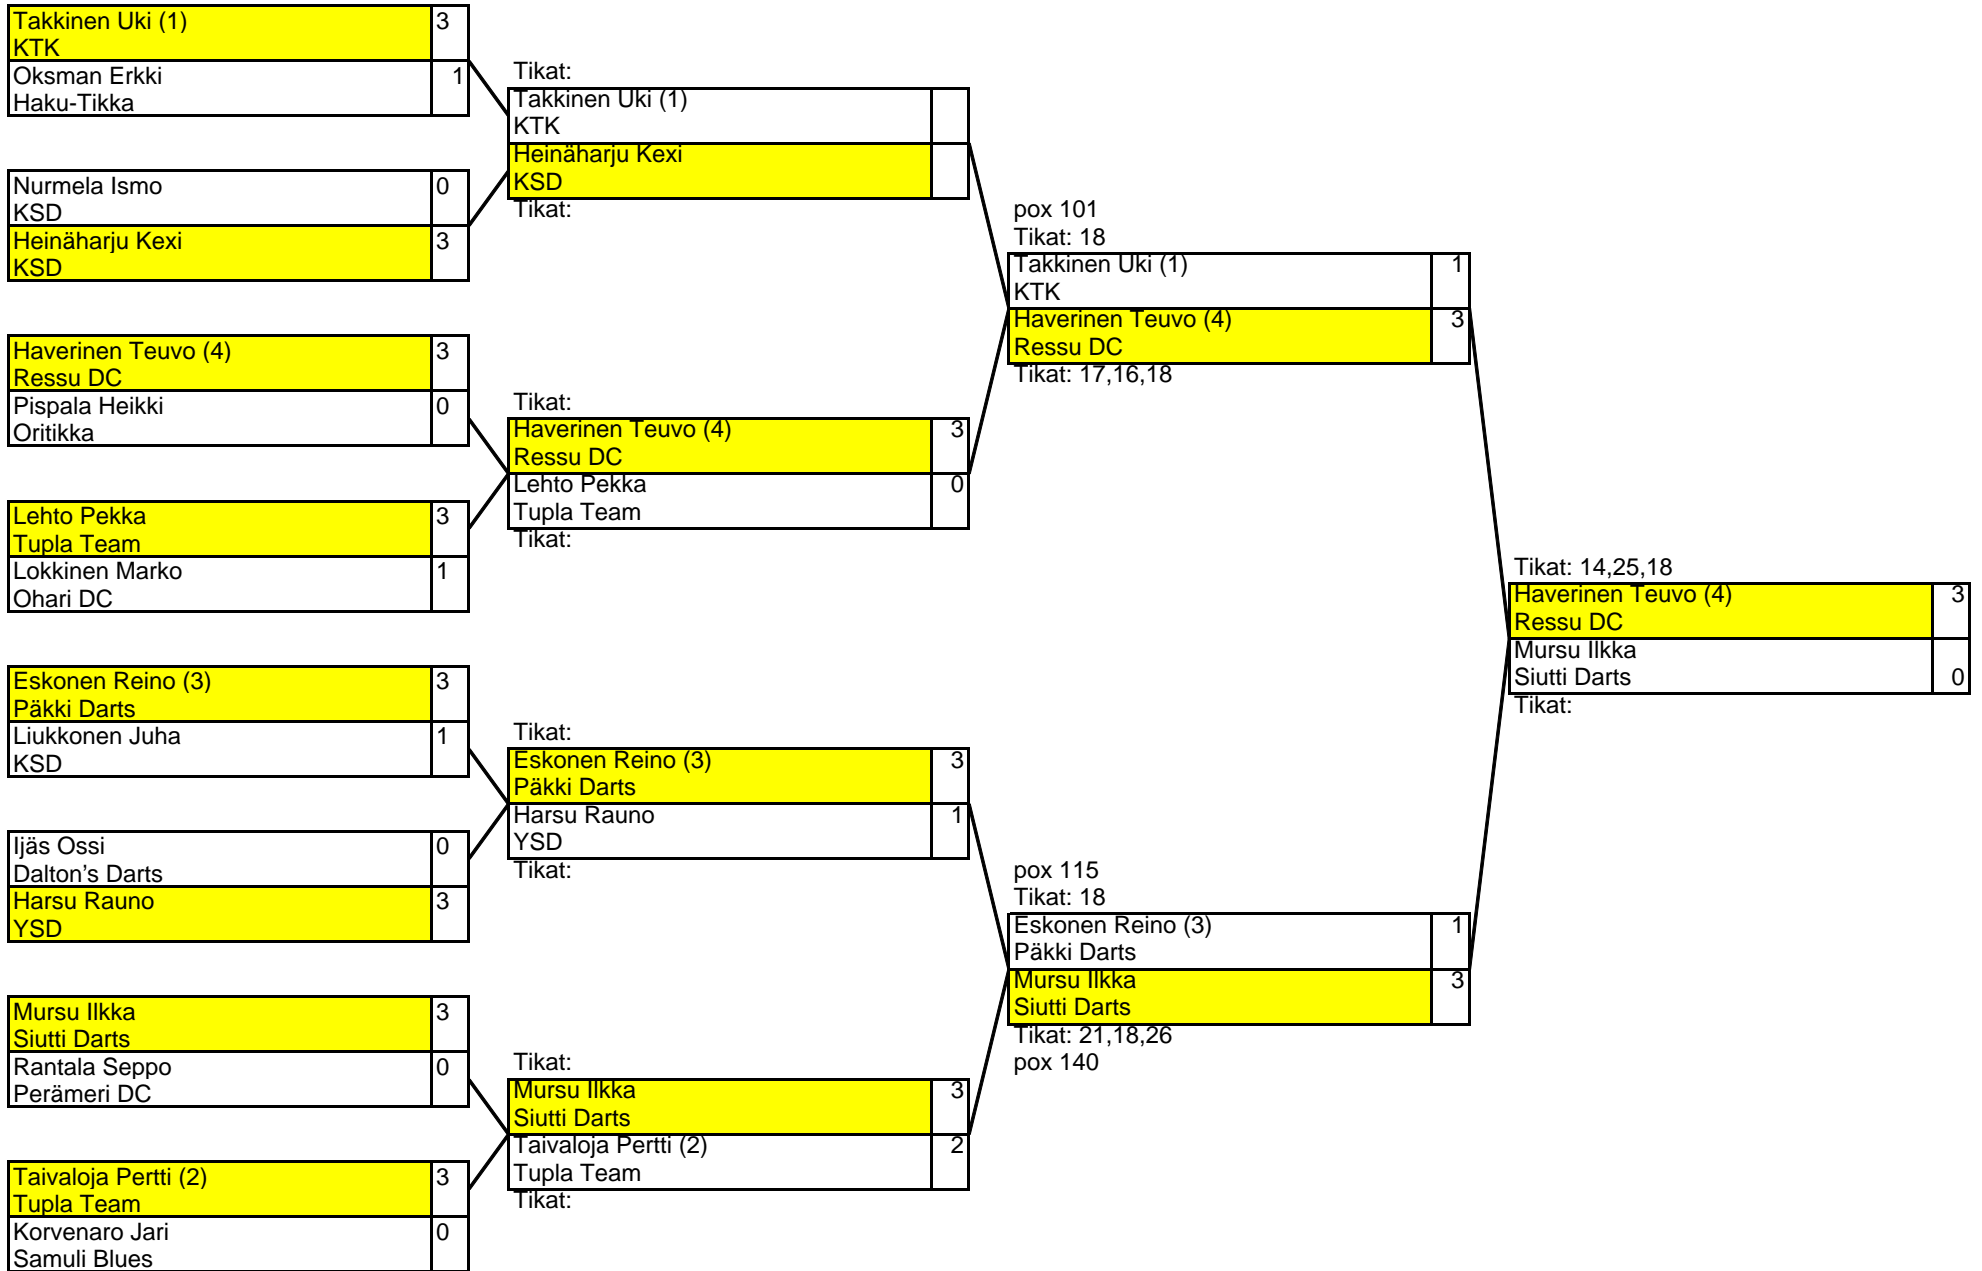 Takkinen Uki (1) 3
KTK
Oksman Erkki 1
Haku-Tikka
Nurmela Ismo 0
KSD
Heinäharju Kexi 3
KSD
Haverinen Teuvo (4) 3
Ressu DC
Pispala Heikki 0
Oritikka
Lehto Pekka 3
Tupla Team
Lokkinen Marko 1
Ohari DC
Eskonen Reino (3) 3
Päkki Darts
Liukkonen Juha 1
KSD
Ijäs Ossi 0
Dalton’s Darts
Harsu Rauno 3
YSD
Mursu Ilkka 3
Siutti Darts
Rantala Seppo 0
Perämeri DC
Taivaloja Pertti (2) 3
Tupla Team
Korvenaro Jari 0
Samuli Blues
Tikat:
Takkinen Uki (1)
KTK
Heinäharju Kexi
KSD
Tikat:
Tikat:
Haverinen Teuvo (4) 3
Ressu DC
Lehto Pekka 0
Tupla Team
Tikat:
Tikat:
Eskonen Reino (3) 3
Päkki Darts
Harsu Rauno 1
YSD
Tikat:
Tikat:
Mursu Ilkka 3
Siutti Darts
Taivaloja Pertti (2) 2
Tupla Team
Tikat:
pox 101
Tikat: 18
Takkinen Uki (1) 1
KTK
Haverinen Teuvo (4) 3
Ressu DC
Tikat: 17,16,18
pox 115
Tikat: 18
Eskonen Reino (3) 1
Päkki Darts
Mursu Ilkka 3
Siutti Darts
Tikat: 21,18,26
pox 140
Tikat: 14,25,18
Haverinen Teuvo (4) 3
Ressu DC
Mursu Ilkka
Siutti Darts 0
Tikat: